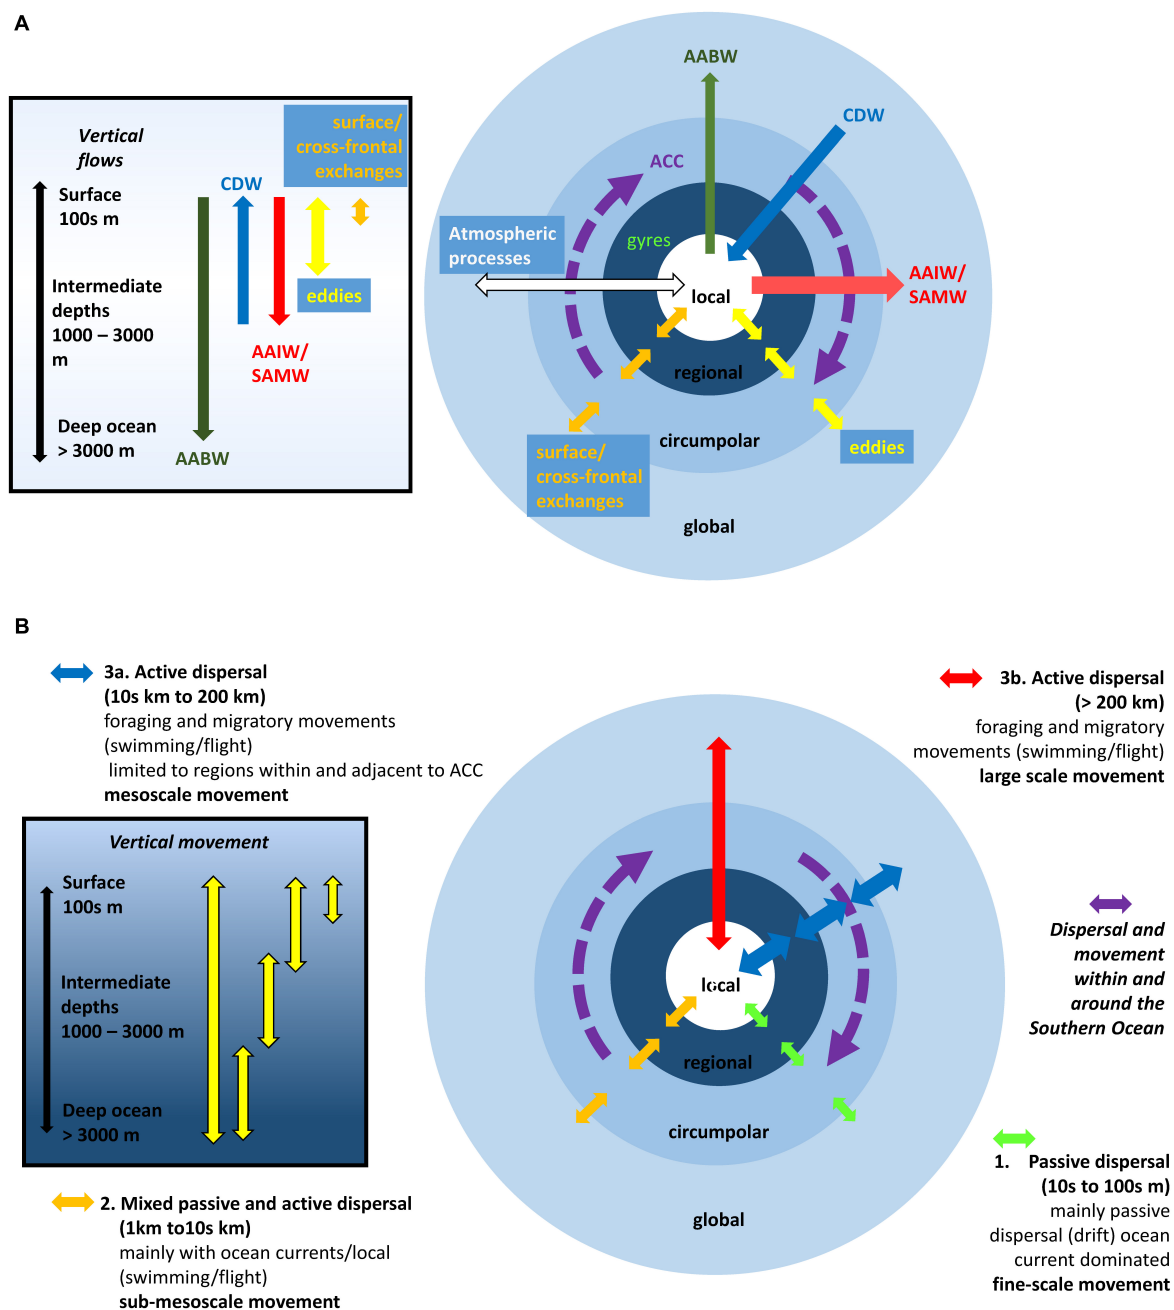 A
Vertical
flows
surface/
cross-frontal
exchanges
Surface
100s m
CDW
Intermediate
depths
1000 – 3000
m
eddies
AAIW/
SAMW
Deep ocean
> 3000 m
AABW
AABW
CDW
ACC
Atmospheric
processes
gyres
local
AAIW/
SAMW
regional
circumpolar
eddies
surface/
cross-frontal
exchanges
global
B
3a. Active dispersal
(10s km to 200 km)
foraging and migratory movements
(swimming/flight)
limited to regions within and adjacent to ACC
mesoscale movement
3b. Active dispersal
(> 200 km)
foraging and migratory
movements (swimming/flight)
large scale movement
Vertical movement
Surface
100s m
Intermediate
depths
1000 – 3000 m
Deep ocean
> 3000 m
local
regional
circumpolar
global
Dispersal and
movement
within and
around the
Southern Ocean
1. Passive dispersal
(10s to 100s m)
mainly passive
dispersal (drift) ocean
current dominated
fine-scale movement
2. Mixed passive and active dispersal
(1km to10s km)
mainly with ocean currents/local
(swimming/flight)
sub-mesoscale movement